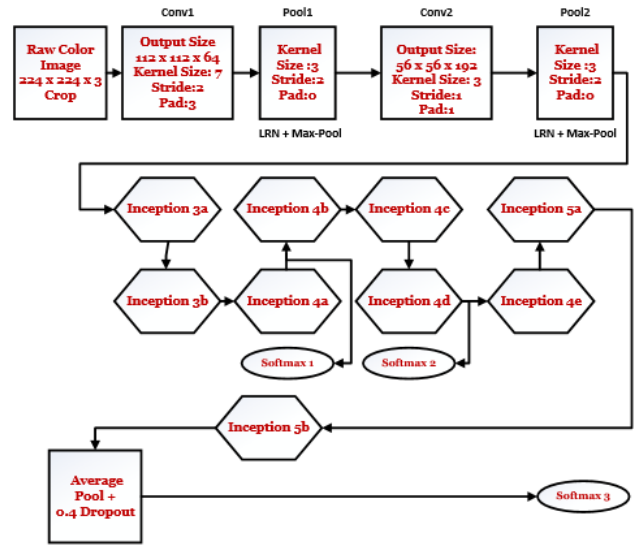 Conv1
Pool1
Conv2
Pool2
Raw Color
Image
224 x 224 x 3
Crop
Output Size
112 x 112 x 64
Kernel Size: 7
Stride:2
Pad:3
Kernel
Size :3
Stride:2
Pad:0
Output Size:
56 x 56 x 192
Kernel Size: 3
Stride:1
Pad:1
Kernel
Size :3
Stride:2
Pad:0
LRN + Max-Pool
LRN + Max-Pool
Inception 3a
Inception 4b
Inception 4c
Inception 5a
Inception 3b
Inception 4a
Inception 4d
Inception 4e
Softmax 1
Softmax 2
Inception 5b
Average
Pool +
0.4 Dropout
Softmax 3